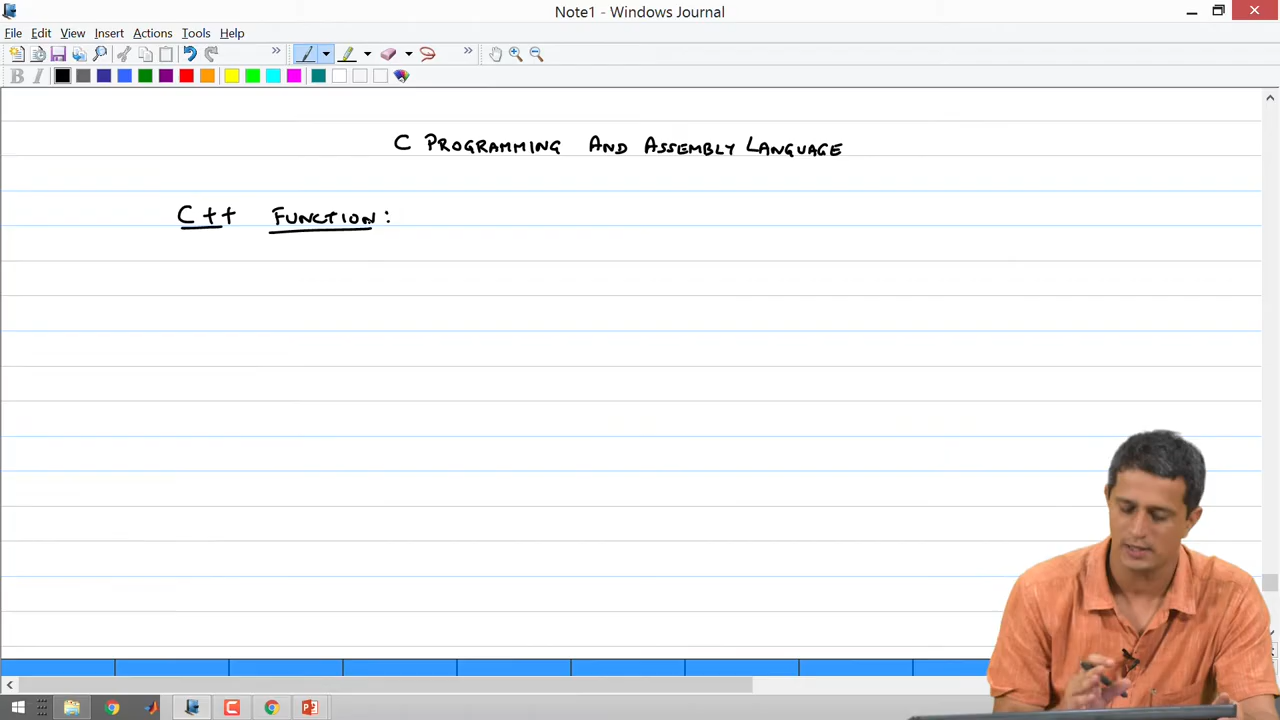 Note1 - Windows Journal
File Edit View Insert Actions Tools Help
B I
C PROGRAMMING AND ASSEMBLY LANGUAGE
C++ FUNCTION: